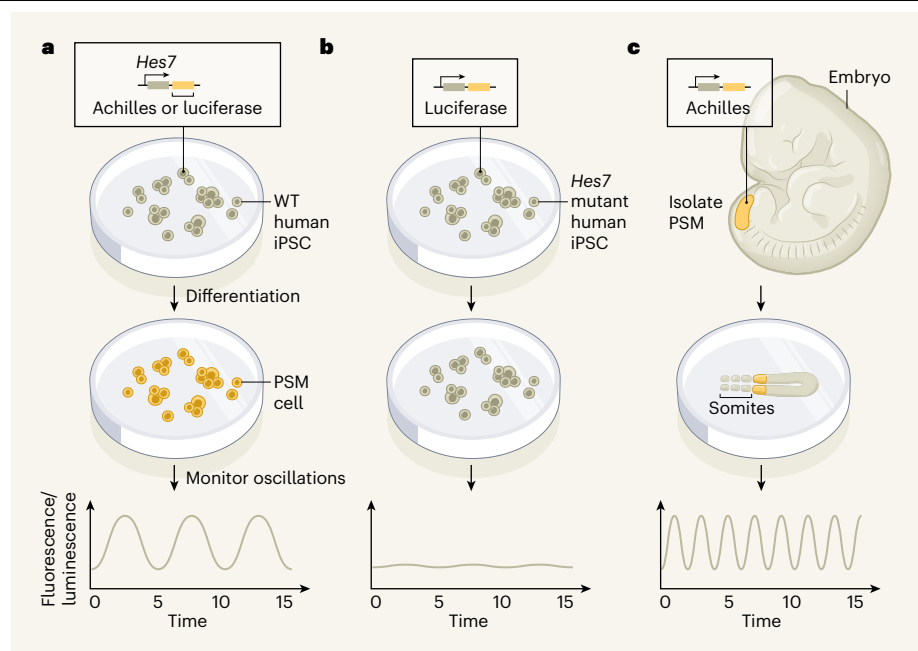 a
Hes7
Achilles or luciferase
WT
human
iPSC
Differentiation
PSM
cell
Monitor oscillations
Fluorescence/
luminescence
0 5 10 15
Time
b
Luciferase
Hes7
mutant
human
iPSC
0 5 10 15
Time
c
Achilles
Embryo
Isolate
PSM
Somites
0 5 10 15
Time